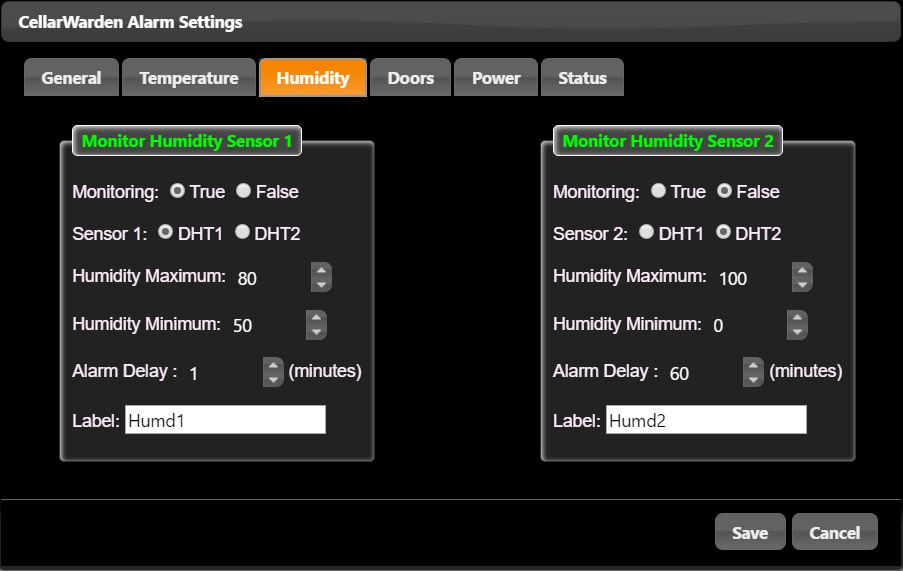 CellarWarden Alarm Settings
General Temperature Humidity Doors Power Status
Monitor Humidity Sensor 1
Monitoring: True False
Sensor 1: DHT1 DHT2
Humidity Maximum: 80
Humidity Minimum: 50
Alarm Delay : 1 (minutes)
Label: Humd1
Monitor Humidity Sensor 2
Monitoring: True False
Sensor 2: DHT1 DHT2
Humidity Maximum: 100
Humidity Minimum: 0
Alarm Delay : 60 (minutes)
Label: Humd2
Save Cancel